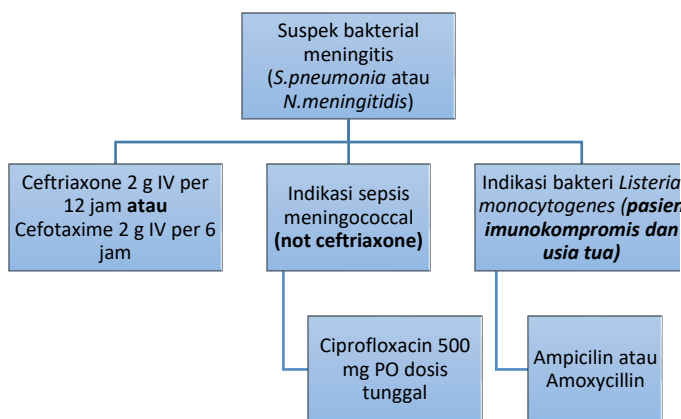 Suspek bakterial
meningitis
(S.pneumonia atau
N.meningitidis)
Ceftriaxone 2 g IV per
12 jam atau
Cefotaxime 2 g IV per 6
jam
Indikasi sepsis
meningococcal
(not ceftriaxone)
Indikasi bakteri Listeria
monocytogenes (pasien
imunokompromis dan
usia tua)
Ciprofloxacin 500
mg PO dosis
tunggal
Ampicilin atau
Amoxycillin